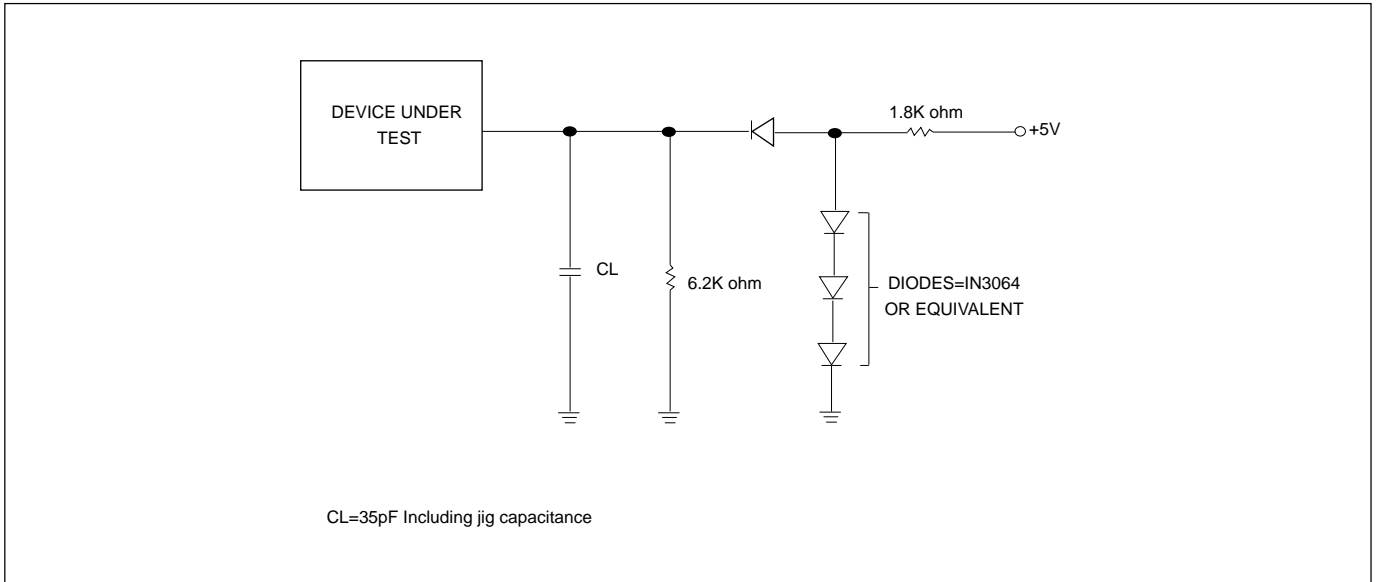 DEVICE UNDER
TEST
1.8K ohm
+5V
CL
6.2K ohm
DIODES=IN3064
OR EQUIVALENT
CL=35pF Including jig capacitance